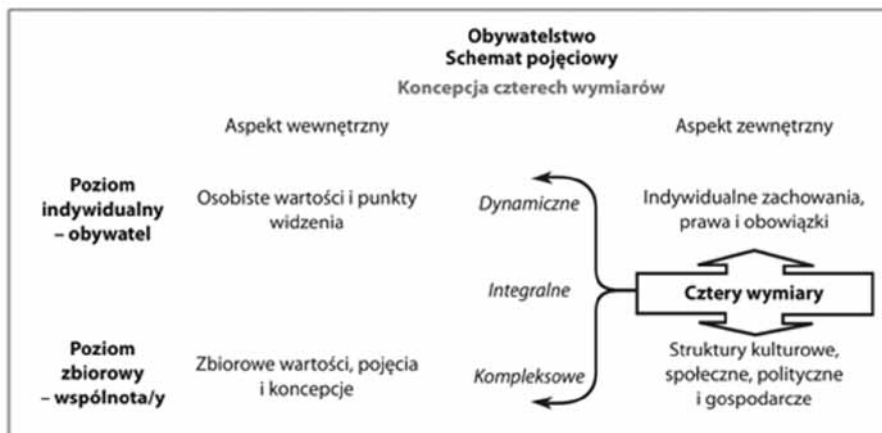 Obywatelstwo
Schemat pojęciowy
Koncepcja czterech wymiarów
Aspekt wewnętrzny
Aspekt zewnętrzny
Poziom
indywidualny
– obywatel
Osobiste wartości i punkty
widzenia
Dynamiczne
Indywidualne zachowania,
prawa i obowiązki
Integralne
Cztery wymiary
Poziom
zbiorowy
– wspólnota/y
Zbiorowe wartości, pojęcia
i koncepcje
Kompleksowe
Struktury kulturowe,
społeczne, polityczne
i gospodarcze